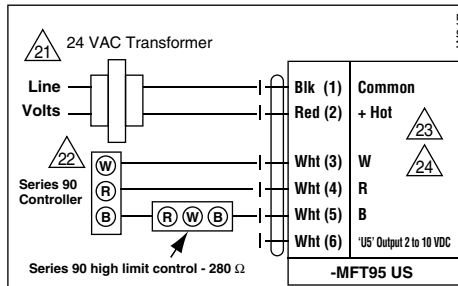 21 24 VAC Transformer
Line
Volts
Blk (1) Common
Red (2) + Hot
23
22
Series 90
Controller
W
R
B
R W B
Wht (3) W
24
Wht (4) R
Wht (5) B
Wht (6) 'U5' Output 2 to 10 VDC
Series 90 high limit control - 280 Ω
-MFT95 US